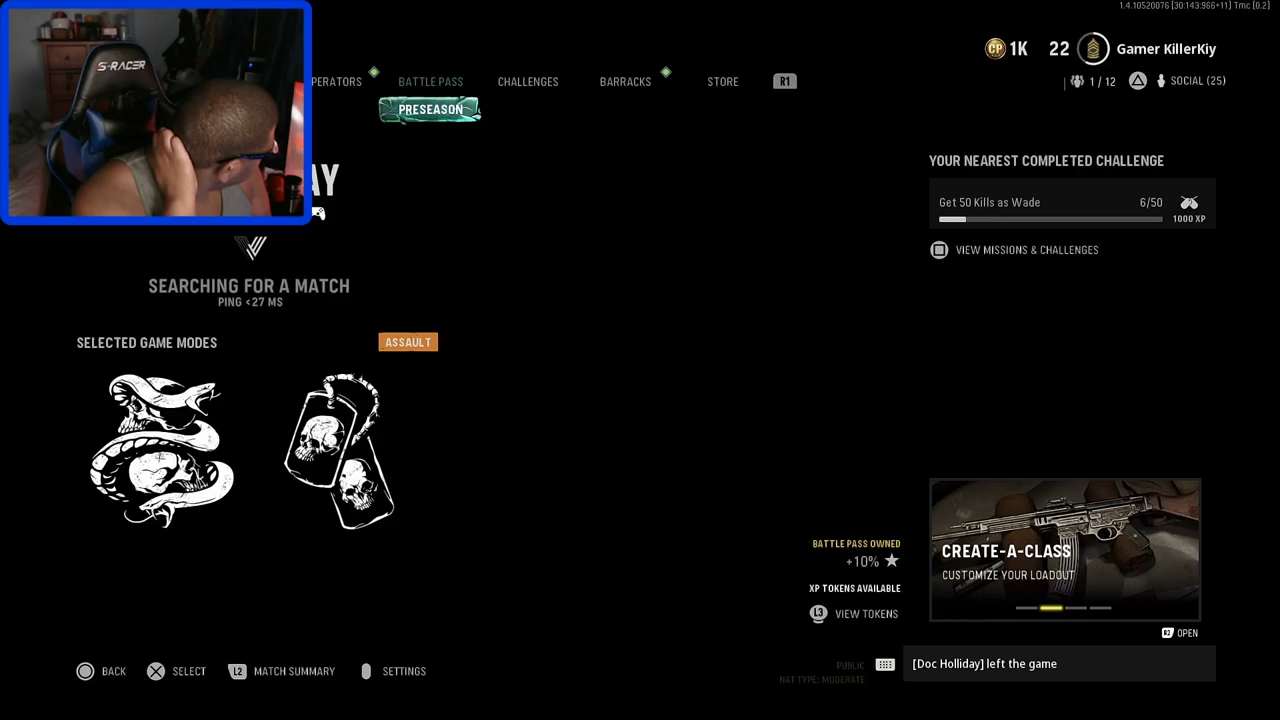 1.4.10520076 [30:143:966+11] Tmc [0.2]
CP 1K 22 Gamer KillerKiy
S-RACER
PERATORS BATTLE PASS CHALLENGES BARRACKS STORE R1
1 / 12 SOCIAL (25)
PRESEASON
AY
YOUR NEAREST COMPLETED CHALLENGE
Get 50 Kills as Wade 6/50
1000 XP
VIEW MISSIONS & CHALLENGES
SEARCHING FOR A MATCH
PING <27 MS
SELECTED GAME MODES ASSAULT
CREATE-A-CLASS
CUSTOMIZE YOUR LOADOUT
BATTLE PASS OWNED
+10%
XP TOKENS AVAILABLE
L3 VIEW TOKENS
R2 OPEN
BACK SELECT L2 MATCH SUMMARY SETTINGS
PUBLIC
NAT TYPE: MODERATE
[Doc Holliday] left the game